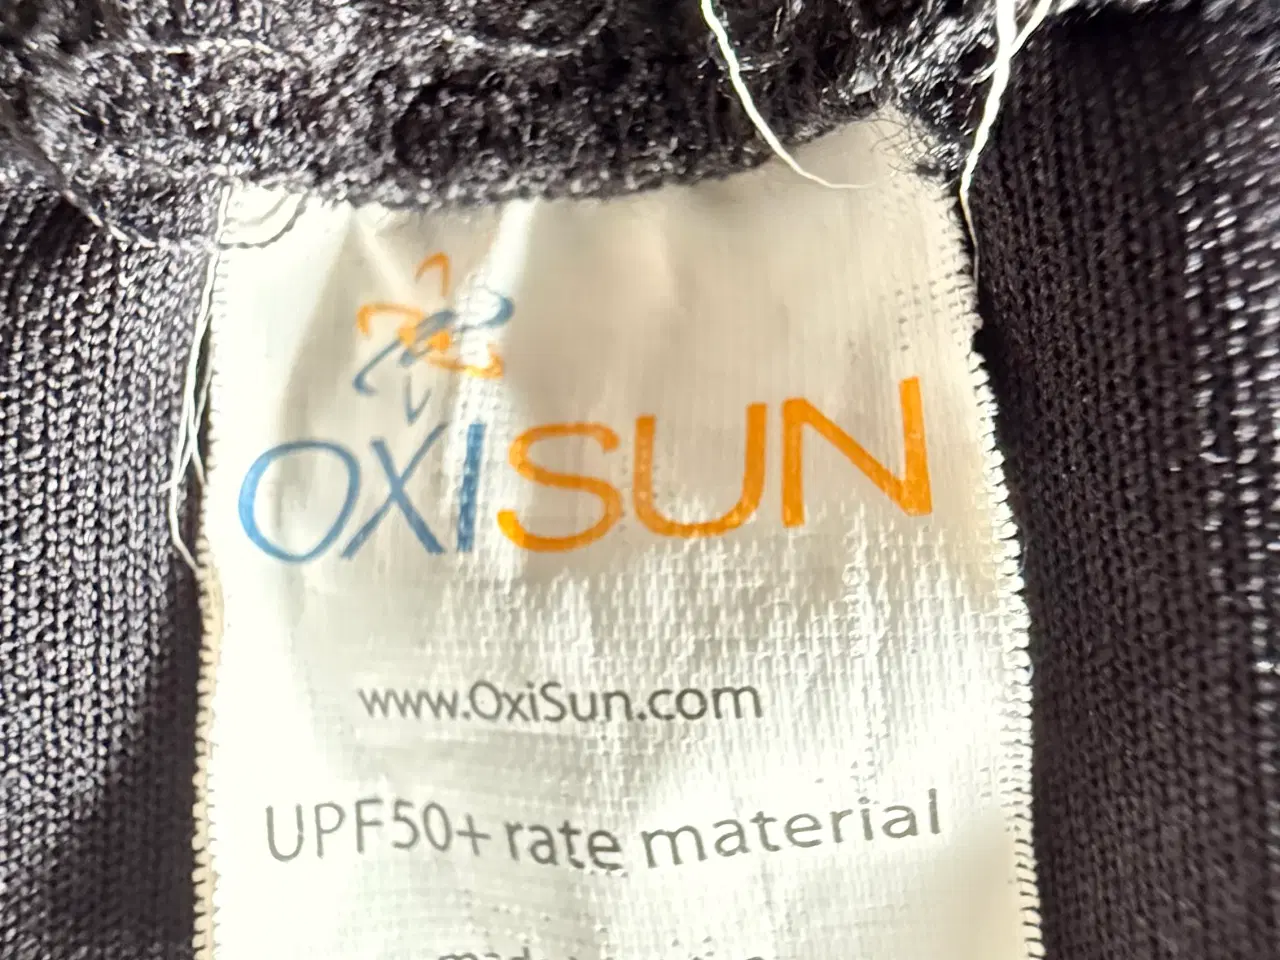 OXISUN
www.OxiSun.com
UPF50+ rate material